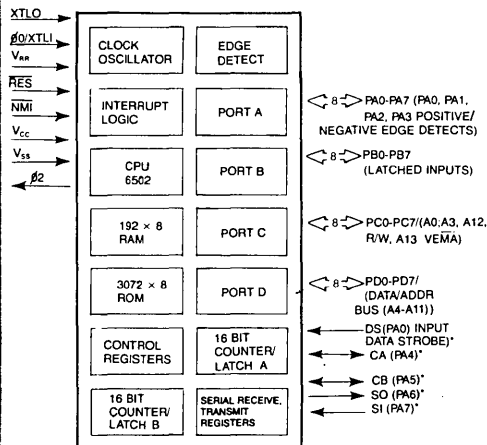 XTLO
Ø0/XTLI
VRR
RES
NMI
VCC
VSS
Ø2
CLOCK
OSCILLATOR
EDGE
DETECT
INTERRUPT
LOGIC
PORT A
CPU
6502
PORT B
192 × 8
RAM
PORT C
3072 × 8
ROM
PORT D
CONTROL
REGISTERS
16 BIT
COUNTER/
LATCH A
16 BIT
COUNTER/
LATCH B
SERIAL RECEIVE,
TRANSMIT
REGISTERS
8 PA0-PA7 (PA0, PA1,
PA2, PA3 POSITIVE/
NEGATIVE EDGE DETECTS)
8 PB0-PB7
(LATCHED INPUTS)
8 PC0-PC7/(A0;A3, A12,
R/W, A13 VEMA)
8 PD0-PD7/
(DATA/ADDR
BUS (A4-A11))
DS(PA0) INPUT
DATA STROBE)*
CA (PA4)*
CB (PA5)*
SO (PA6)*
SI (PA7)*